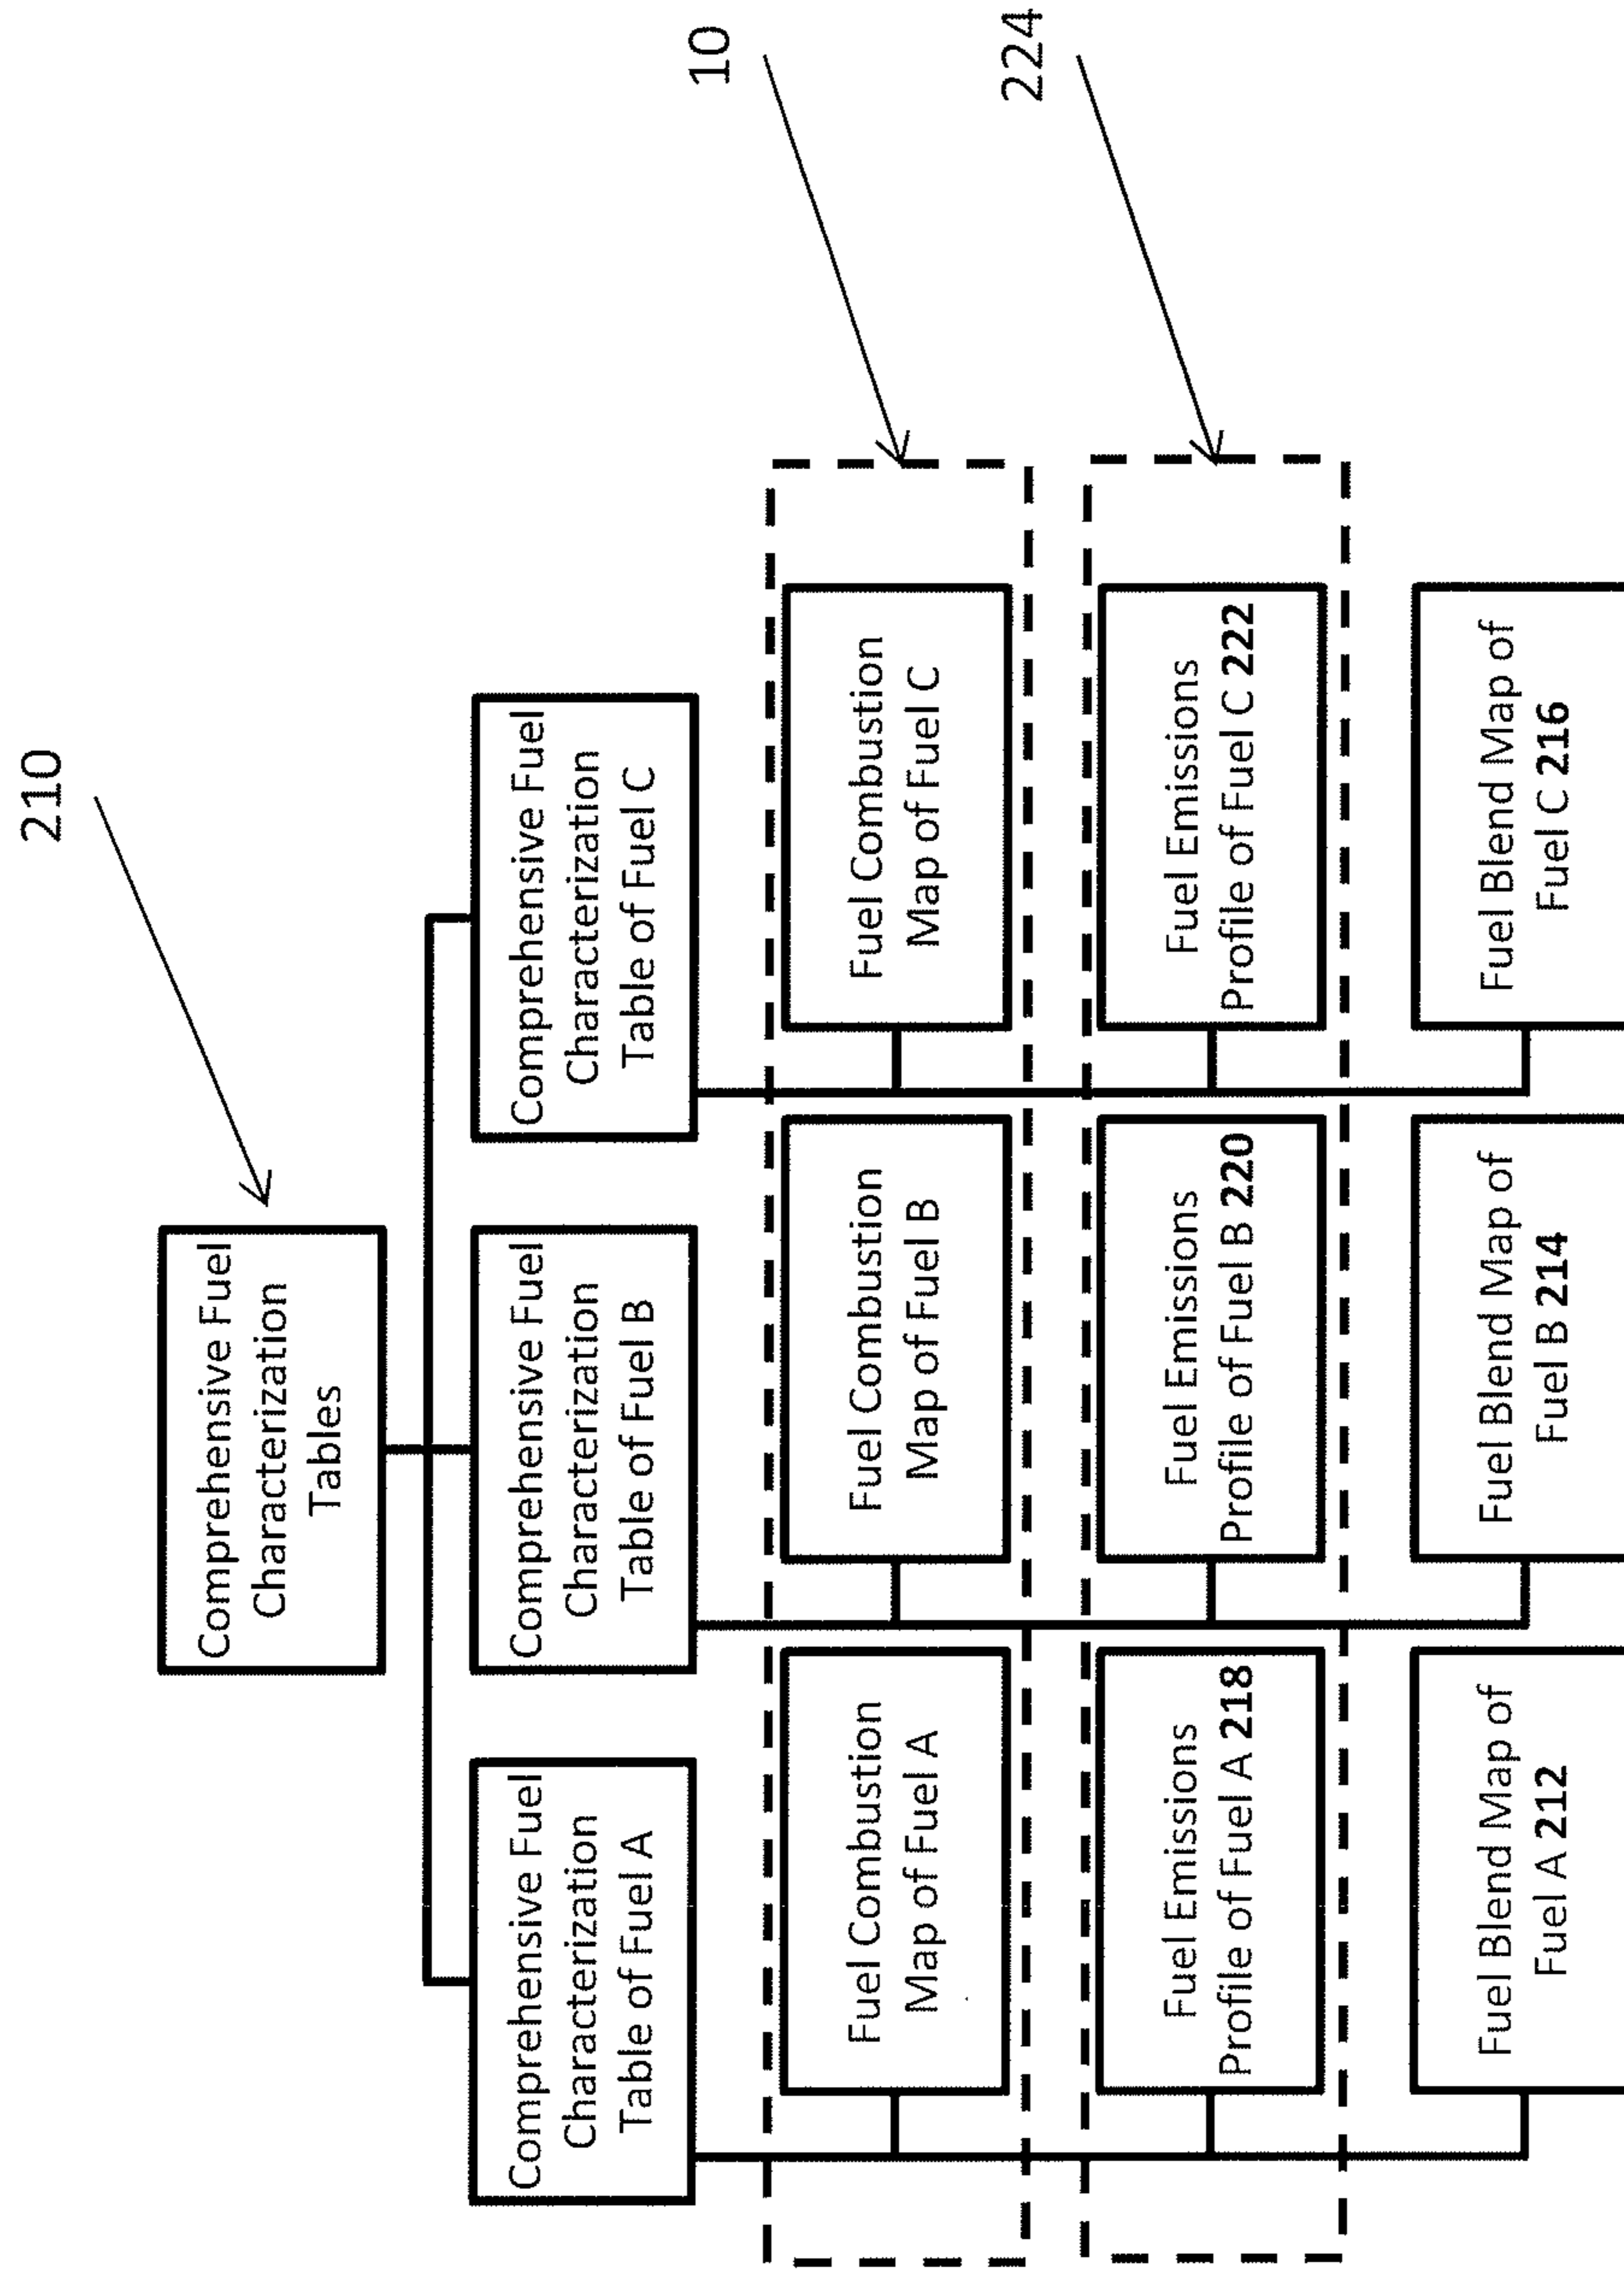 210
Comprehensive Fuel
Characterization
Tables
Comprehensive Fuel
Characterization
Table of Fuel A
Comprehensive Fuel
Characterization
Table of Fuel B
Comprehensive Fuel
Characterization
Table of Fuel C
10
Fuel Combustion
Map of Fuel A
Fuel Combustion
Map of Fuel B
Fuel Combustion
Map of Fuel C
224
Fuel Emissions
Profile of Fuel A 218
Fuel Emissions
Profile of Fuel B 220
Fuel Emissions
Profile of Fuel C 222
Fuel Blend Map of
Fuel A 212
Fuel Blend Map of
Fuel B 214
Fuel Blend Map of
Fuel C 216